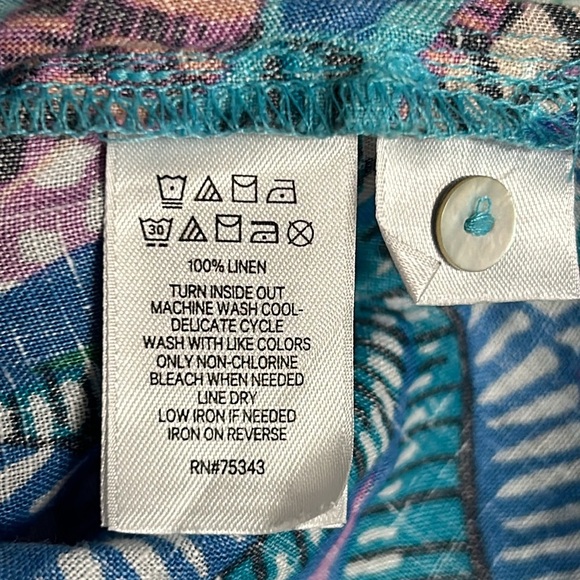 30
100% LINEN
TURN INSIDE OUT
MACHINE WASH COOL-
DELICATE CYCLE
WASH WITH LIKE COLORS
ONLY NON-CHLORINE
BLEACH WHEN NEEDED
LINE DRY
LOW IRON IF NEEDED
IRON ON REVERSE
RN#75343